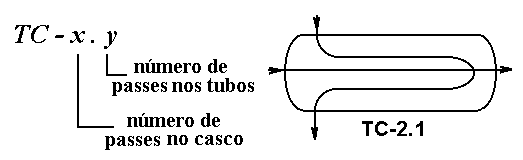 TC - x . y
número de
passes nos tubos
número de
passes no casco
TC-2.1